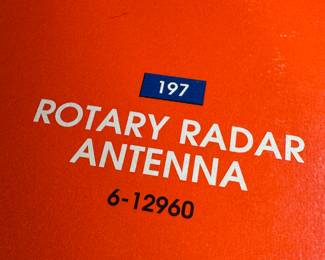 197
ROTARY RADAR
ANTENNA
6-12960